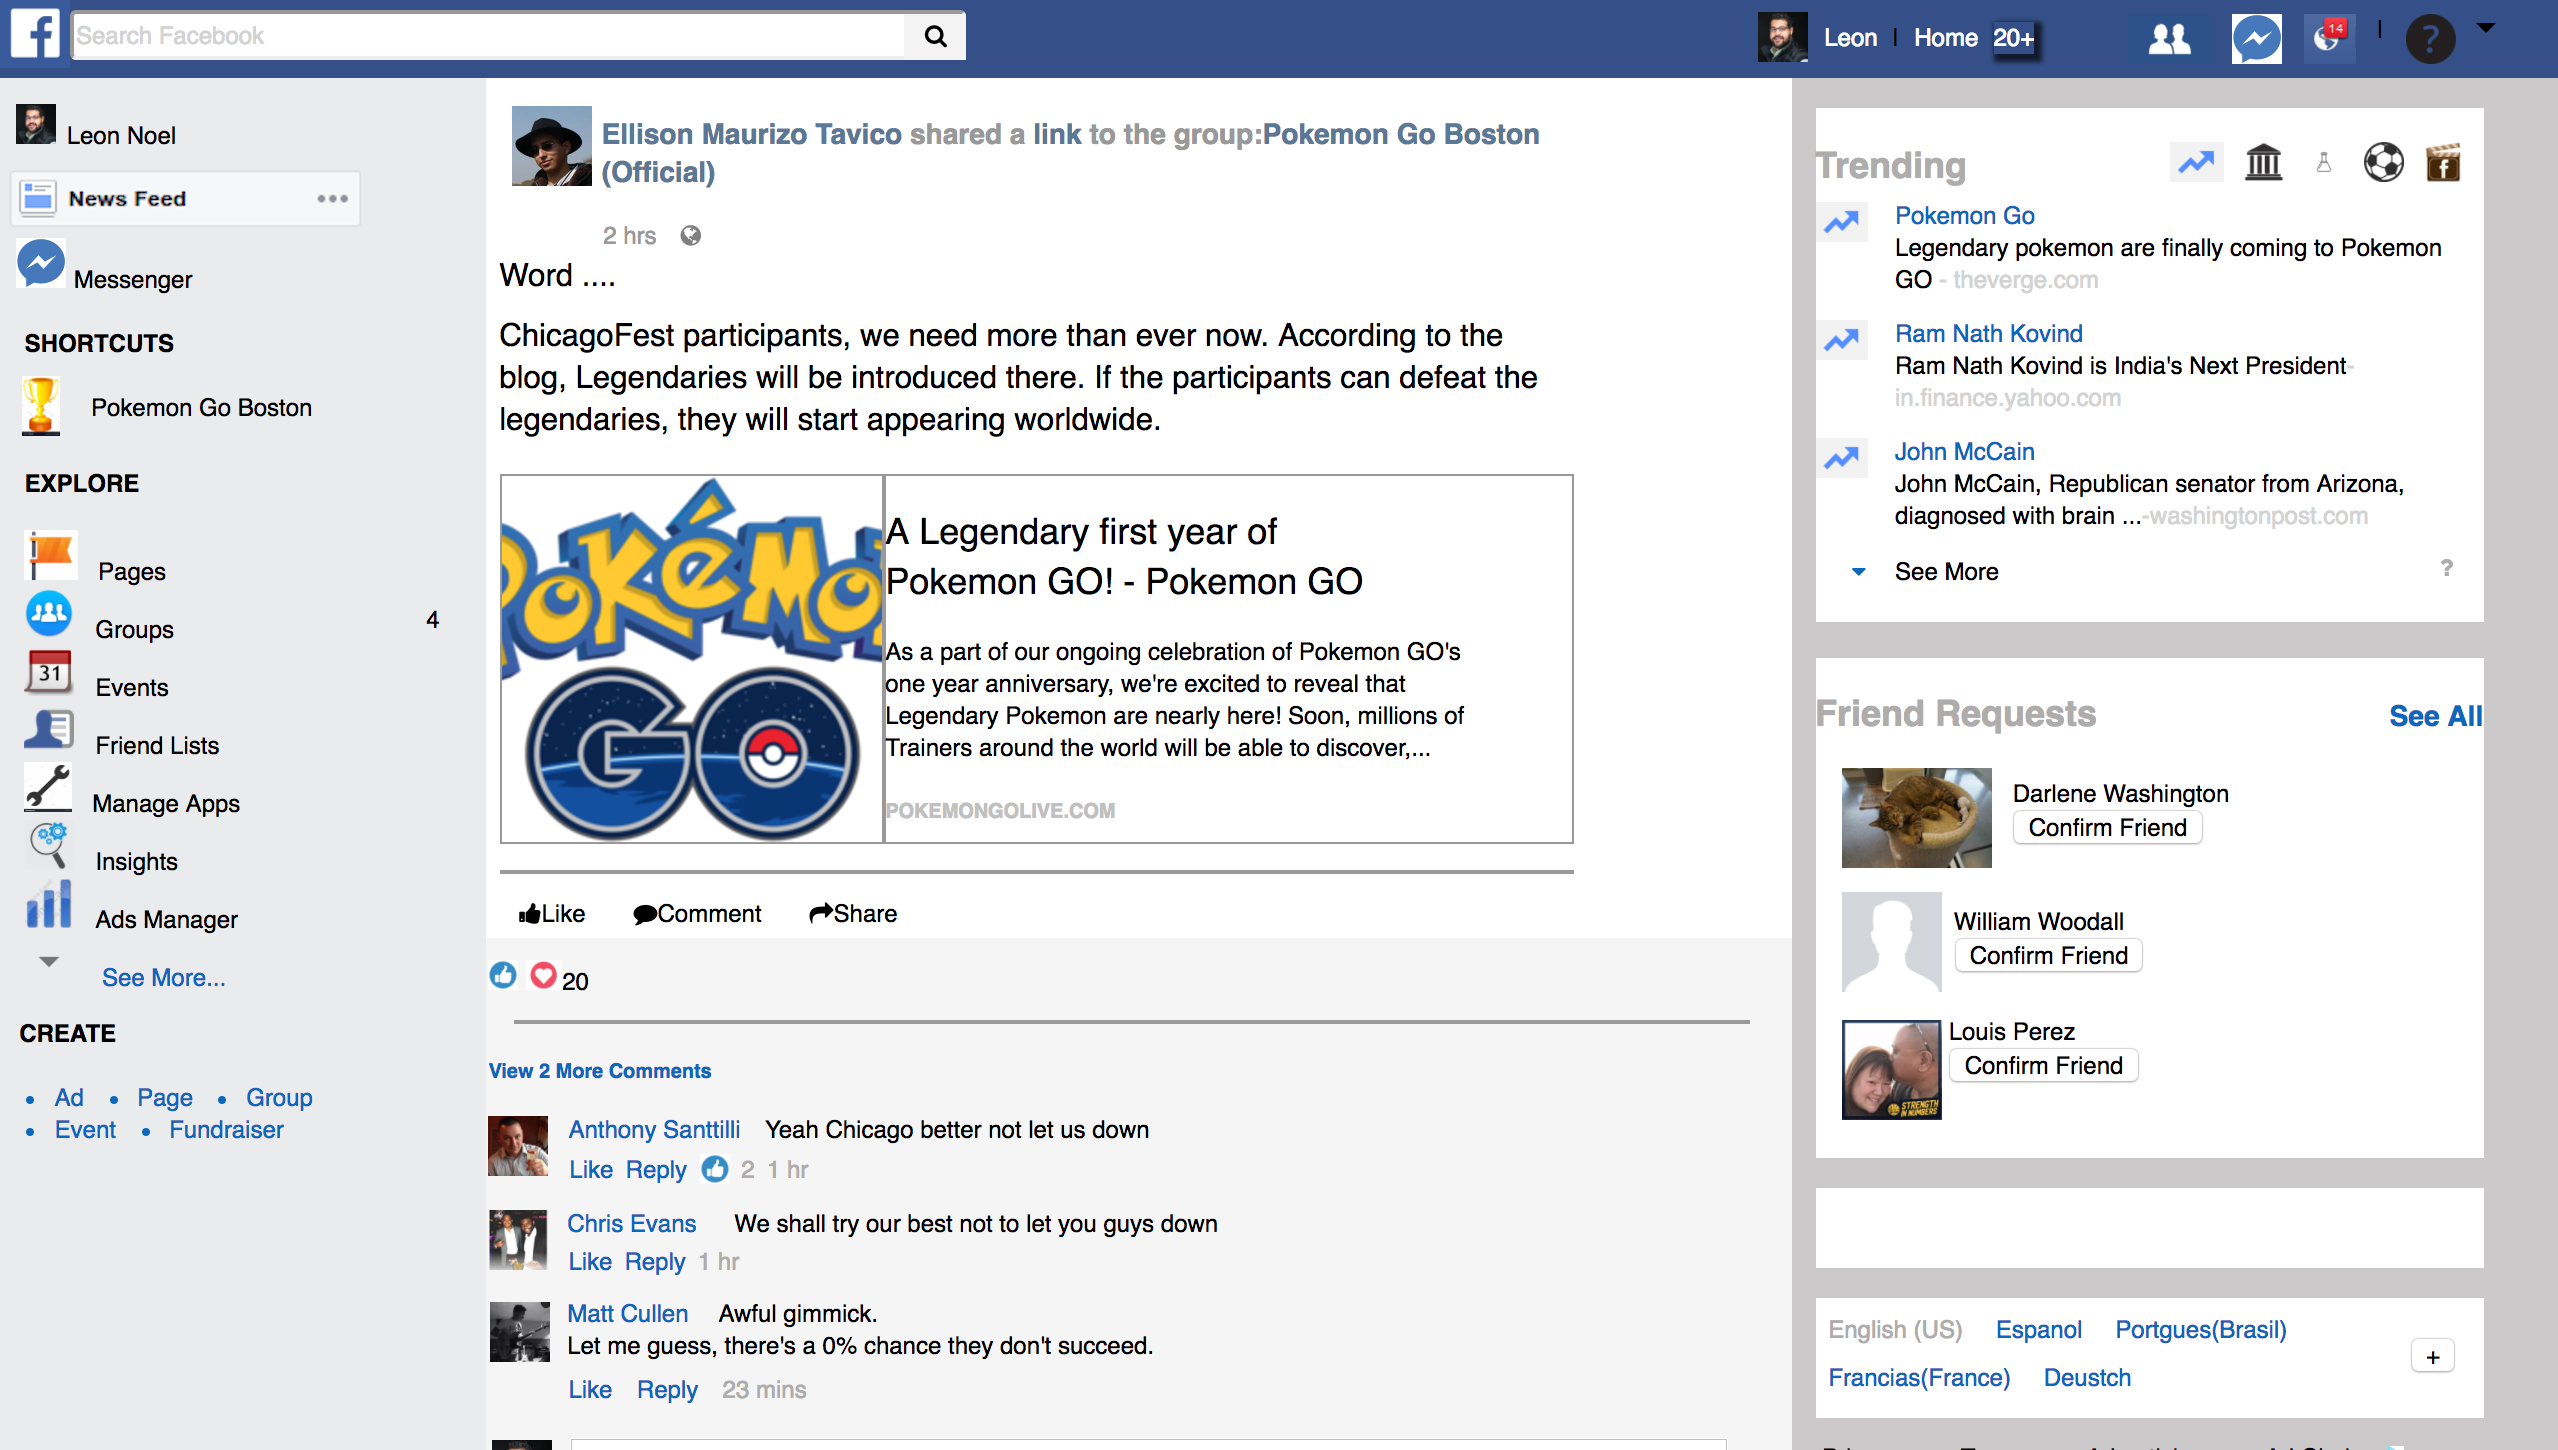 f
Search Facebook
Leon | Home 20+
14
|
?
Leon Noel
News Feed
Messenger
SHORTCUTS
Pokemon Go Boston
EXPLORE
Pages
Groups 4
31
Events
Friend Lists
Manage Apps
Insights
Ads Manager
See More...
CREATE
• Ad • Page • Group
• Event • Fundraiser
Ellison Maurizo Tavico shared a link to the group:Pokemon Go Boston
(Official)
2 hrs
Word ....
ChicagoFest participants, we need more than ever now. According to the
blog, Legendaries will be introduced there. If the participants can defeat the
legendaries, they will start appearing worldwide.
POKéMON
GO
A Legendary first year of
Pokemon GO! - Pokemon GO
As a part of our ongoing celebration of Pokemon GO's
one year anniversary, we're excited to reveal that
Legendary Pokemon are nearly here! Soon, millions of
Trainers around the world will be able to discover,...
POKEMONGOLIVE.COM
Like Comment Share
20
View 2 More Comments
Anthony Santtilli Yeah Chicago better not let us down
Like Reply 2 1 hr
Chris Evans We shall try our best not to let you guys down
Like Reply 1 hr
Matt Cullen Awful gimmick.
Let me guess, there's a 0% chance they don't succeed.
Like Reply 23 mins
Trending
f
Pokemon Go
Legendary pokemon are finally coming to Pokemon
GO - theverge.com
Ram Nath Kovind
Ram Nath Kovind is India's Next President-
in.finance.yahoo.com
John McCain
John McCain, Republican senator from Arizona,
diagnosed with brain ...-washingtonpost.com
See More ?
Friend Requests See All
Darlene Washington
Confirm Friend
William Woodall
Confirm Friend
Louis Perez
Confirm Friend
STRENGTH
IN NUMBERS
English (US) Espanol Portgues(Brasil)
+
Francias(France) Deustch